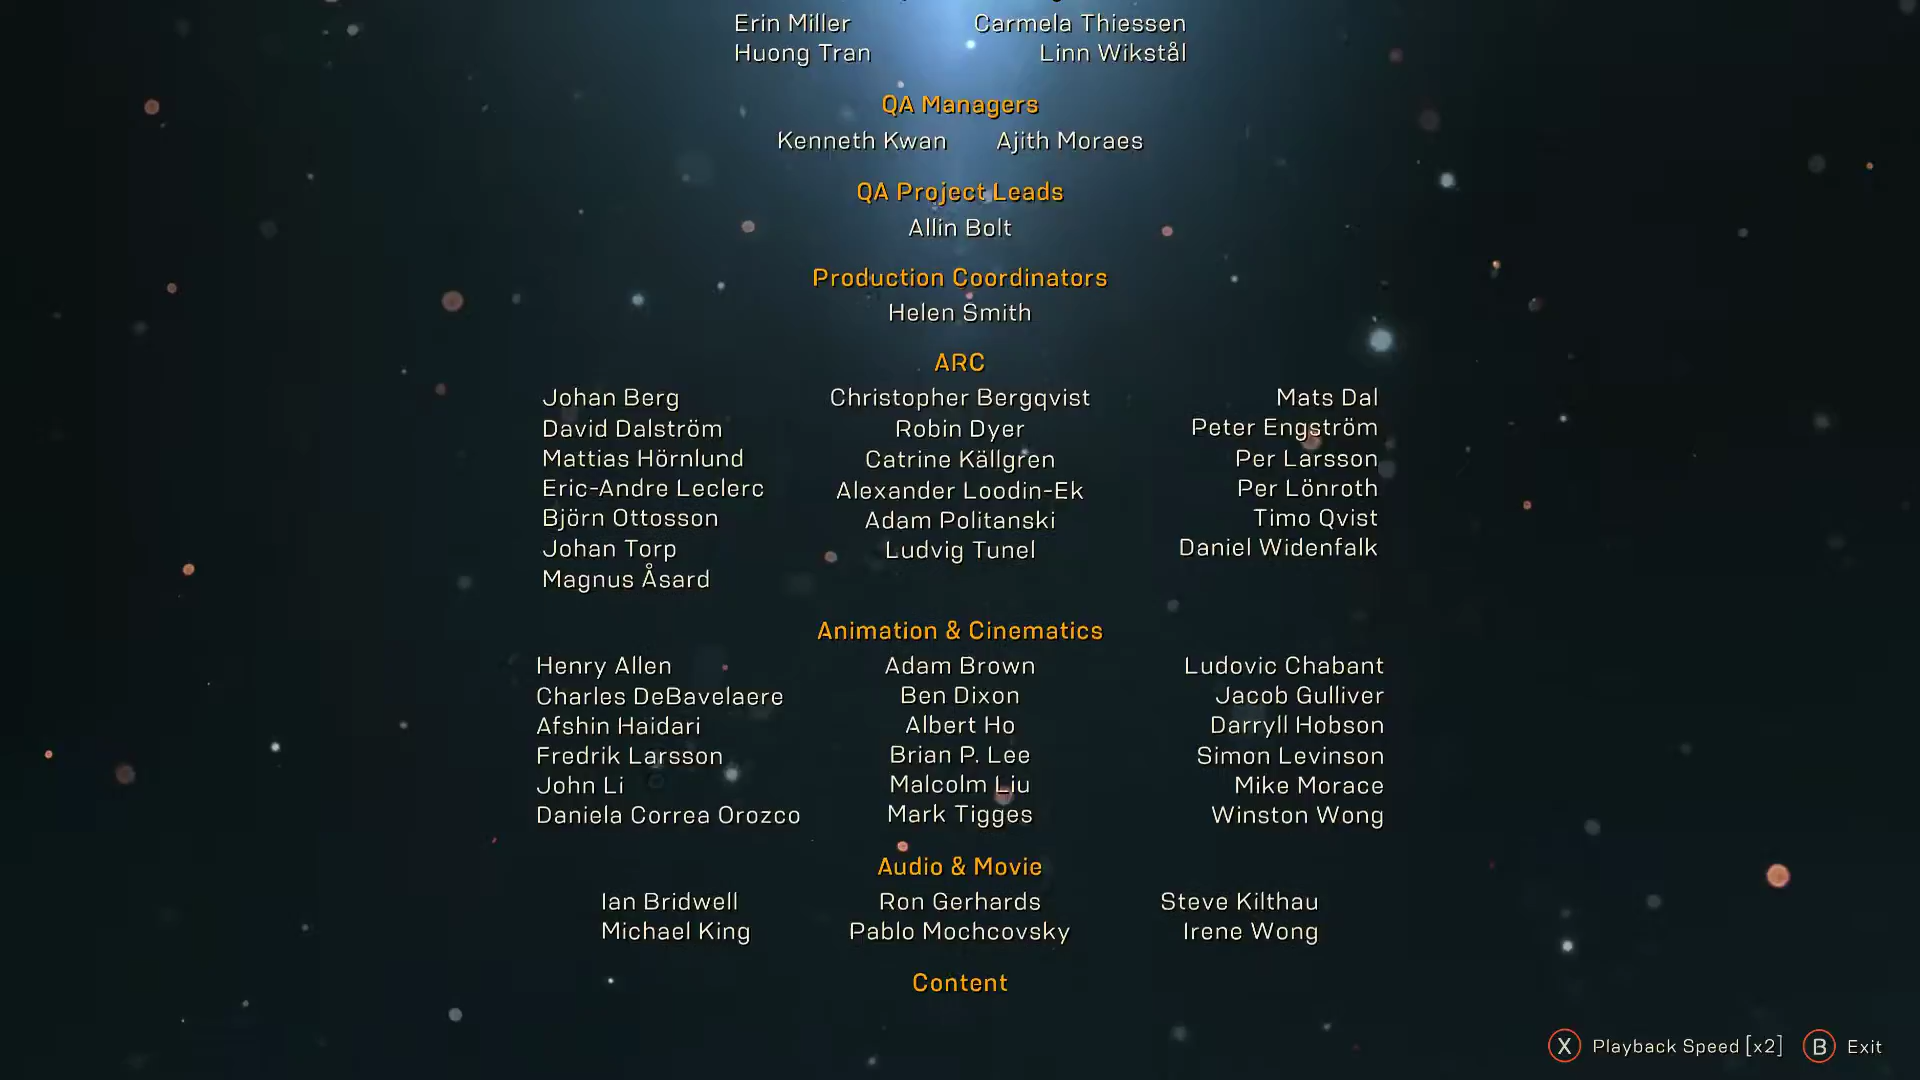 Erin Miller Carmela Thiessen
Huong Tran Linn Wikstål
QA Managers
Kenneth Kwan Ajith Moraes
QA Project Leads
Allin Bolt
Production Coordinators
Helen Smith
ARC
Johan Berg Christopher Bergqvist Mats Dal
David Dalström Robin Dyer Peter Engström
Mattias Hörnlund Catrine Källgren Per Larsson
Eric-Andre Leclerc Alexander Loodin-Ek Per Lönroth
Björn Ottosson Adam Politanski Timo Qvist
Johan Torp Ludvig Tunel Daniel Widenfalk
Magnus Åsard
Animation & Cinematics
Henry Allen Adam Brown Ludovic Chabant
Charles DeBavelaere Ben Dixon Jacob Gulliver
Afshin Haidari Albert Ho Darryll Hobson
Fredrik Larsson Brian P. Lee Simon Levinson
John Li Malcolm Liu Mike Morace
Daniela Correa Orozco Mark Tigges Winston Wong
Audio & Movie
Ian Bridwell Ron Gerhards Steve Kilthau
Michael King Pablo Mochcovsky Irene Wong
Content
X Playback Speed [x2] B Exit